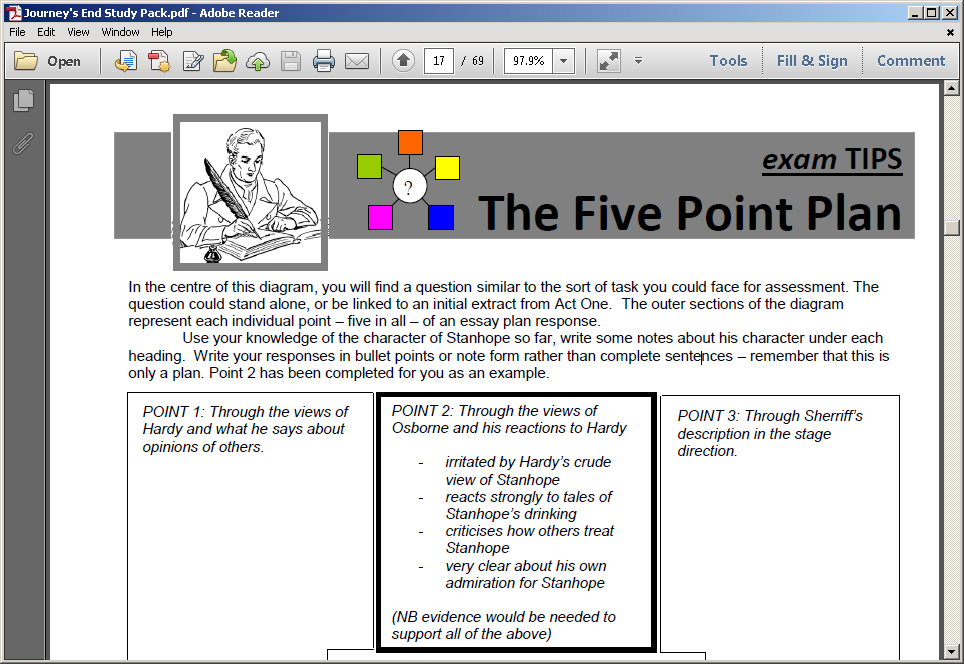 Journey's End Study Pack.pdf - Adobe Reader
File Edit View Window Help
Open 17 / 69 97.9% Tools Fill & Sign Comment
exam TIPS
?
The Five Point Plan
In the centre of this diagram, you will find a question similar to the sort of task you could face for assessment. The
question could stand alone, or be linked to an initial extract from Act One. The outer sections of the diagram
represent each individual point – five in all – of an essay plan response.
Use your knowledge of the character of Stanhope so far, write some notes about his character under each
heading. Write your responses in bullet points or note form rather than complete sentences – remember that this is
only a plan. Point 2 has been completed for you as an example.
POINT 1: Through the views of
Hardy and what he says about
opinions of others.
POINT 2: Through the views of
Osborne and his reactions to Hardy
- irritated by Hardy's crude
view of Stanhope
- reacts strongly to tales of
Stanhope's drinking
- criticises how others treat
Stanhope
- very clear about his own
admiration for Stanhope
(NB evidence would be needed to
support all of the above)
POINT 3: Through Sherriff's
description in the stage
direction.